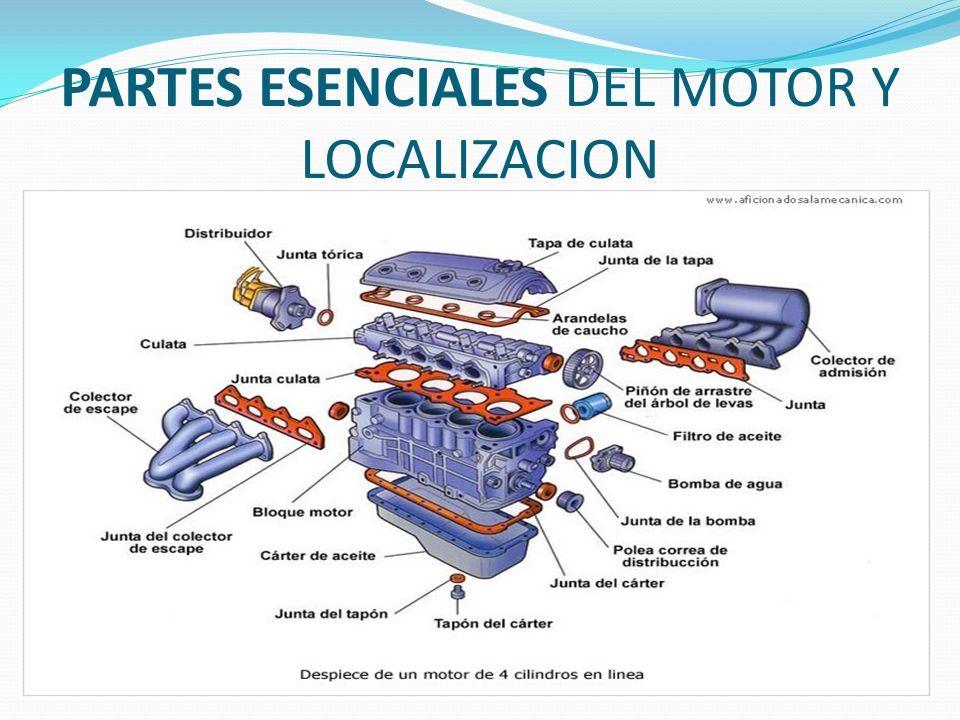 PARTES ESENCIALES DEL MOTOR Y
LOCALIZACION
www.aficionadosalamecanica.com
Distribuidor
Junta tórica
Tapa de culata
Junta de la tapa
Arandelas
de caucho
Culata
Colector de
admisión
Junta culata
Piñón de arrastre
del árbol de levas
Junta
Colector
de escape
Filtro de aceite
Bomba de agua
Bloque motor
Junta de la bomba
Junta del colector
de escape
Cárter de aceite
Polea correa de
distribucción
Junta del cárter
Junta del tapón
Tapón del cárter
Despiece de un motor de 4 cilindros en linea